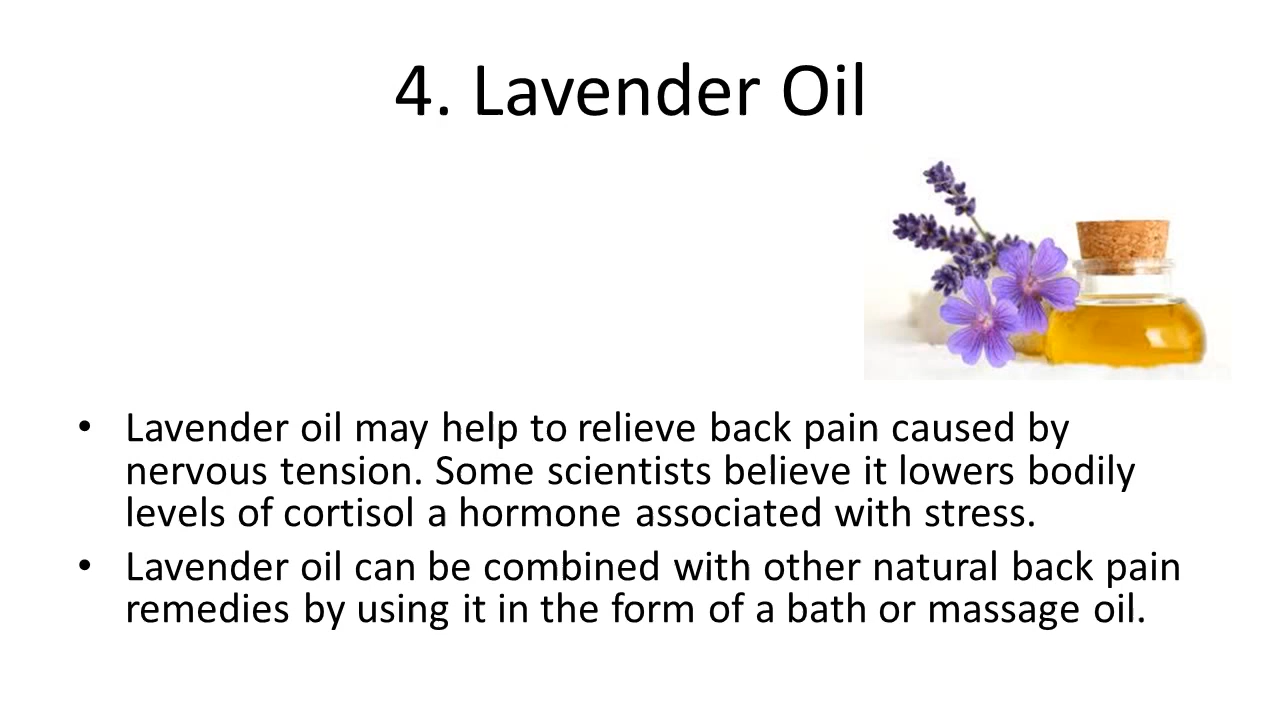 4. Lavender Oil
• Lavender oil may help to relieve back pain caused by
nervous tension. Some scientists believe it lowers bodily
levels of cortisol a hormone associated with stress.
• Lavender oil can be combined with other natural back pain
remedies by using it in the form of a bath or massage oil.